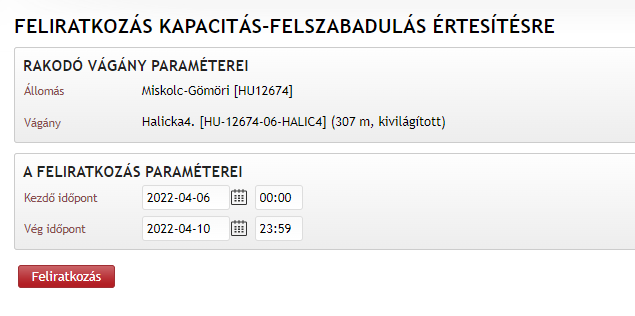 FELIRATKOZÁS KAPACITÁS-FELSZABADULÁS ÉRTESÍTÉSRE
RAKODÓ VÁGÁNY PARAMÉTEREI
Állomás Miskolc-Gömöri [HU12674]
Vágány Halicka4. [HU-12674-06-HALIC4] (307 m, kivilágított)
A FELIRATKOZÁS PARAMÉTEREI
Kezdő időpont 2022-04-06 00:00
Vég időpont 2022-04-10 23:59
Feliratkozás